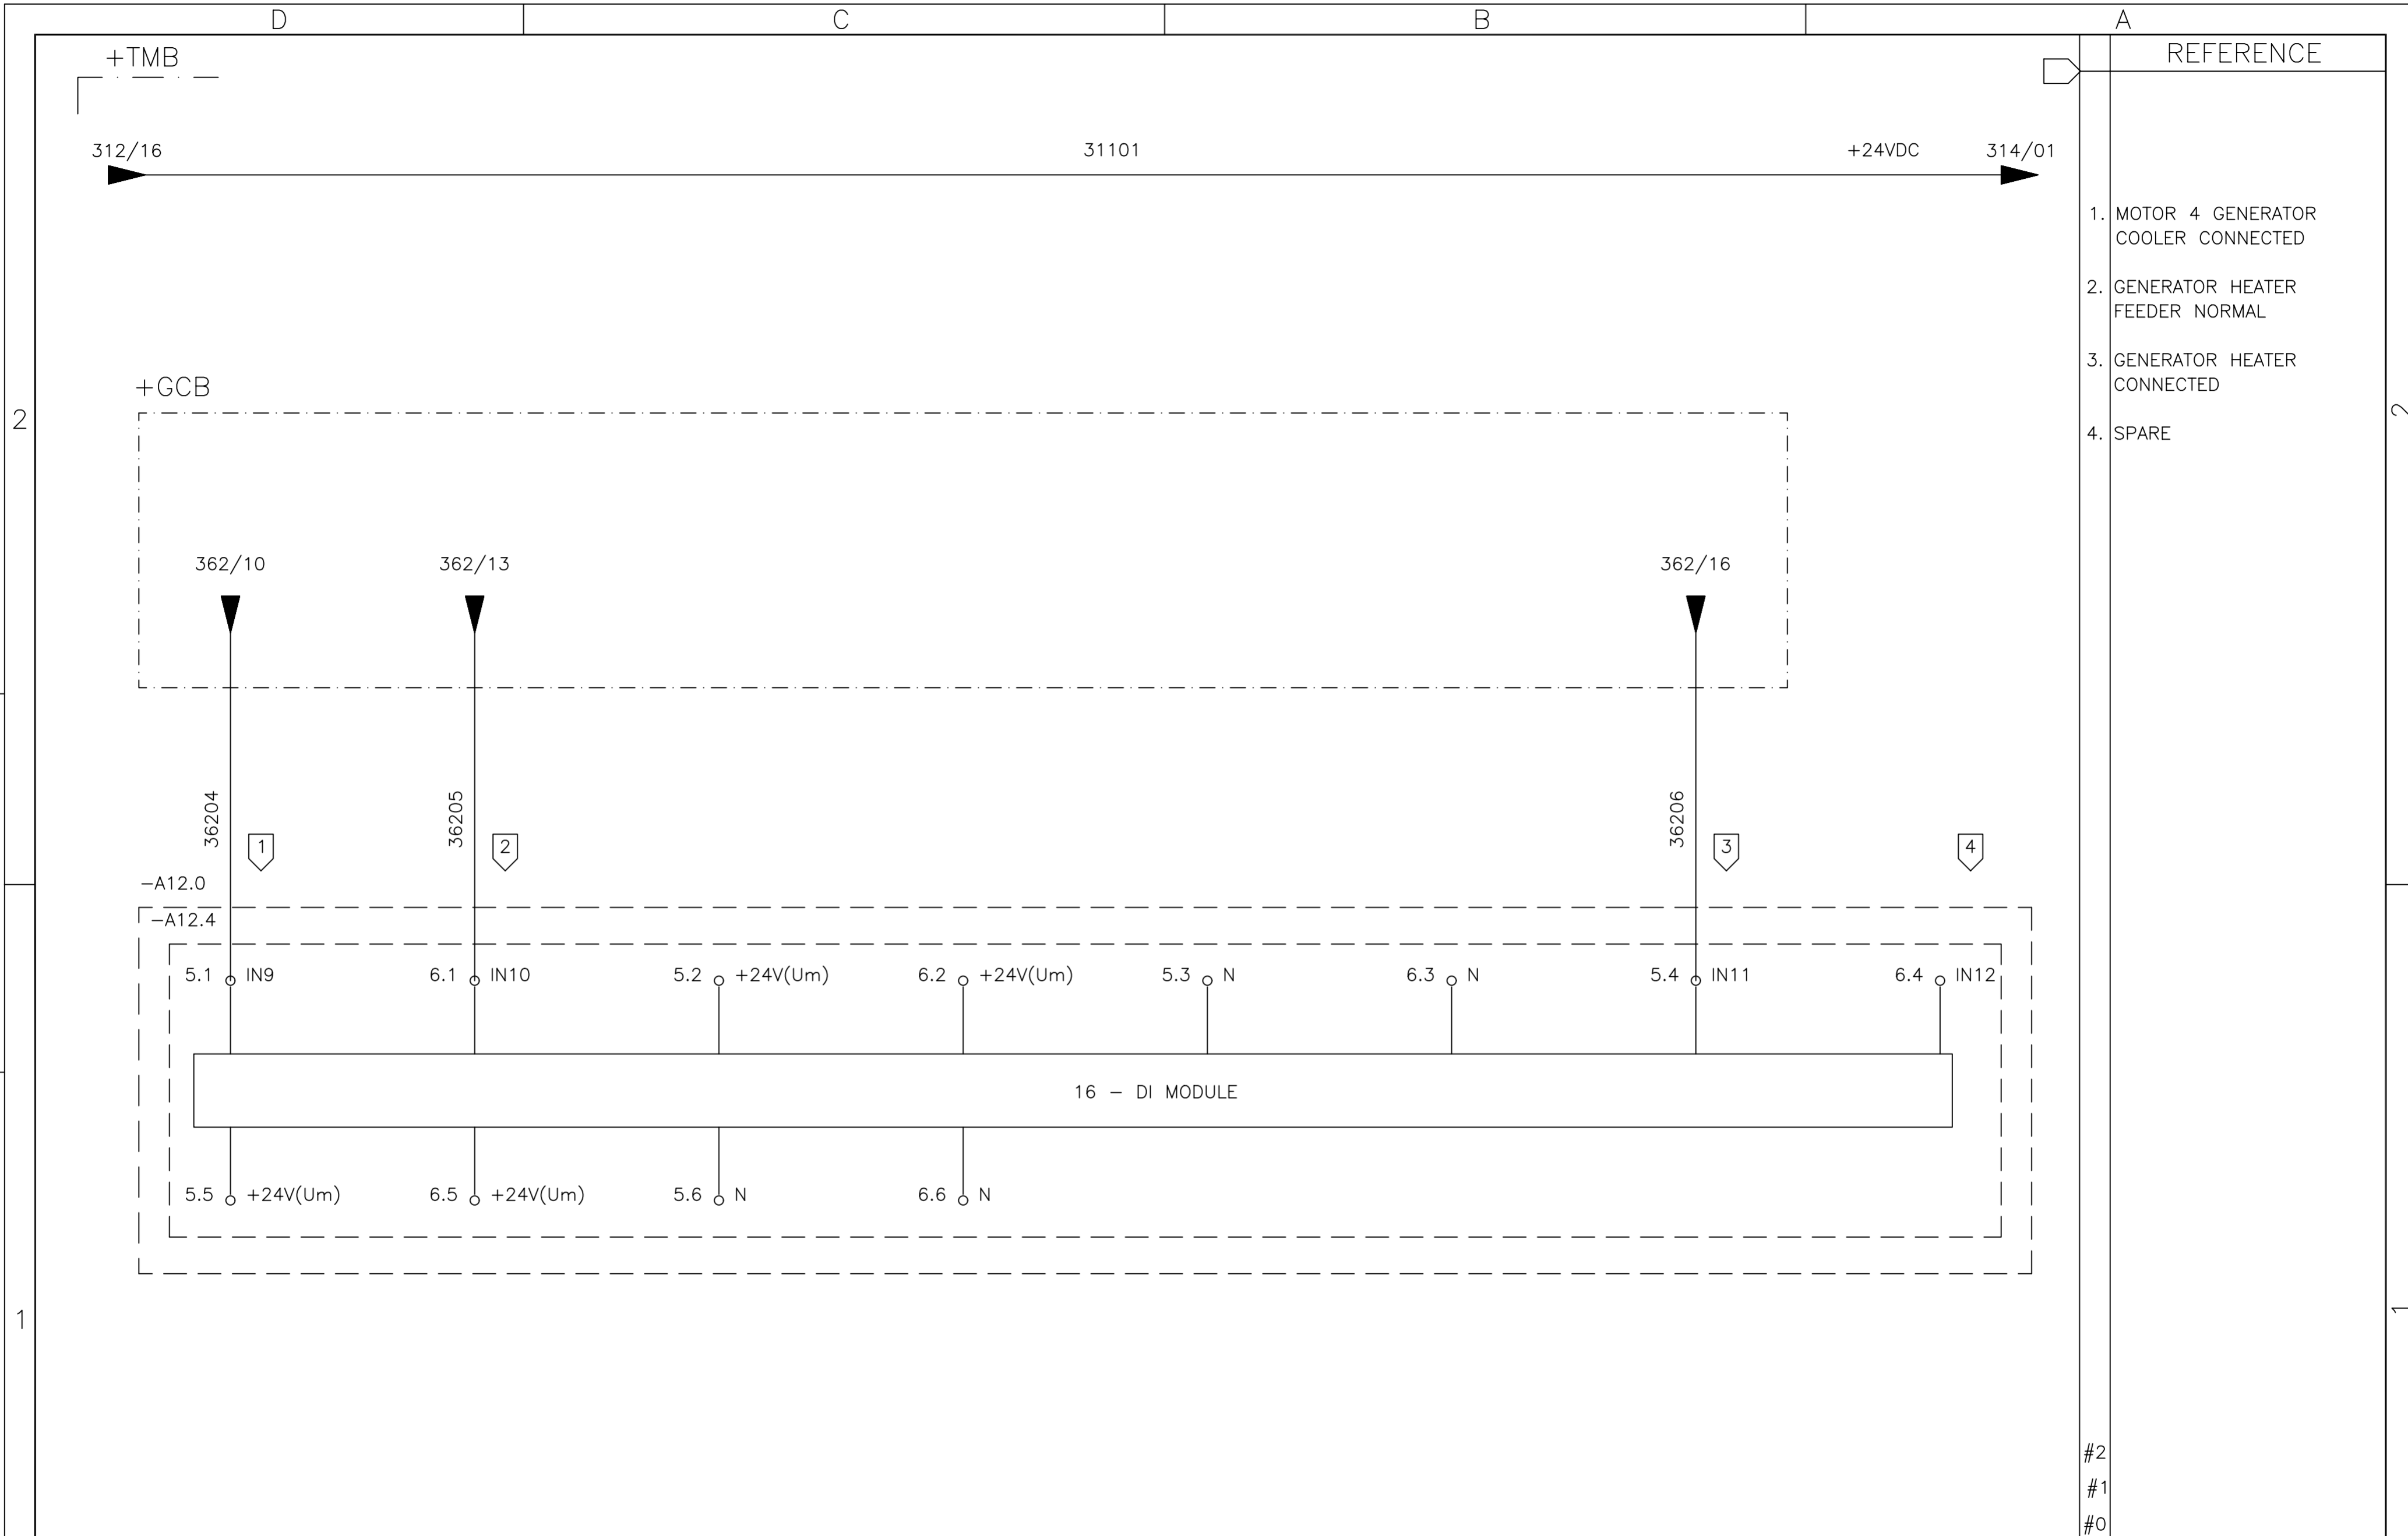 D
C
B
A
+TMB
REFERENCE
312/16
31101
+24VDC
314/01
1. MOTOR 4 GENERATOR
COOLER CONNECTED
2. GENERATOR HEATER
FEEDER NORMAL
3. GENERATOR HEATER
CONNECTED
4. SPARE
+GCB
2
2
362/10
362/13
362/16
36204
1
36205
2
36206
3
4
-A12.0
-A12.4
5.1 IN9
6.1 IN10
5.2 +24V(Um)
6.2 +24V(Um)
5.3 N
6.3 N
5.4 IN11
6.4 IN12
16 - DI MODULE
5.5 +24V(Um)
6.5 +24V(Um)
5.6 N
6.6 N
1
1
#2
#1
#0